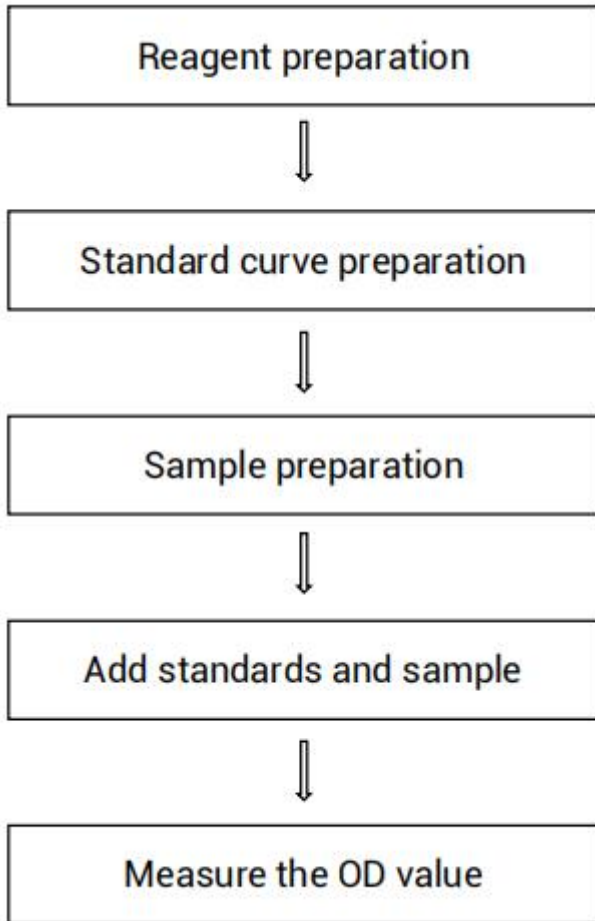 Reagent preparation
Standard curve preparation
Sample preparation
Add standards and sample
Measure the OD value